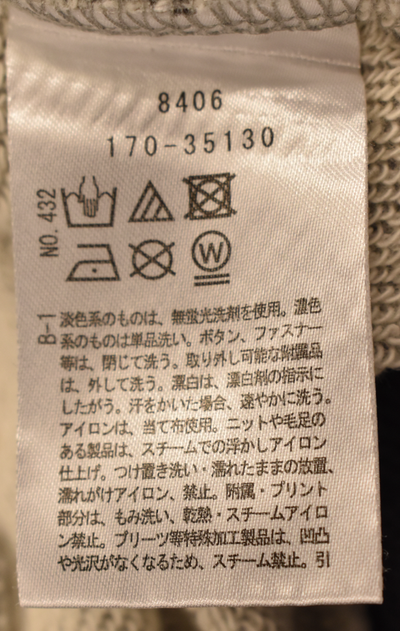 8406
170-35130
NO. 432
W
B-1
淡色系のものは、無蛍光洗剤を使用。濃色
系のものは単品洗い。ボタン、ファスナー
等は、閉じて洗う。取り外し可能な附属品
は、外して洗う。漂白は、漂白剤の指示に
したがう。汗をかいた場合、速やかに洗う。
アイロンは、当て布使用。ニットや毛足の
ある製品は、スチームでの浮かしアイロン
仕上げ。つけ置き洗い・濡れたままの放置、
濡れがけアイロン、禁止。附属・プリント
部分は、もみ洗い、乾熱・スチームアイロ
ン禁止。プリーツ等特殊加工製品は、凹凸
や光沢がなくなるため、スチーム禁止。引